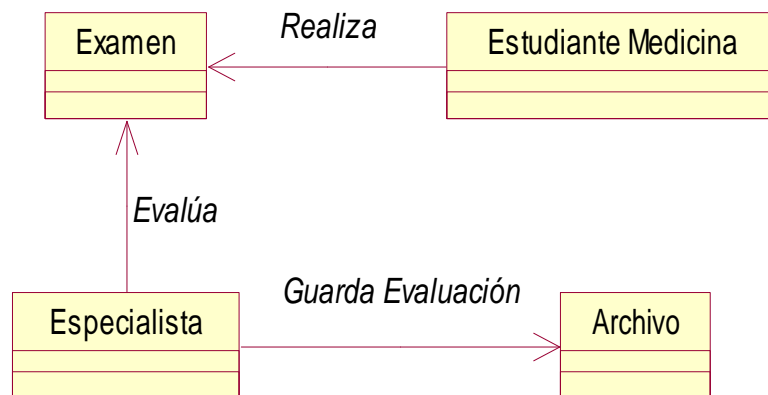 Realiza
Examen
Estudiante Medicina
Evalúa
Guarda Evaluación
Especialista
Archivo